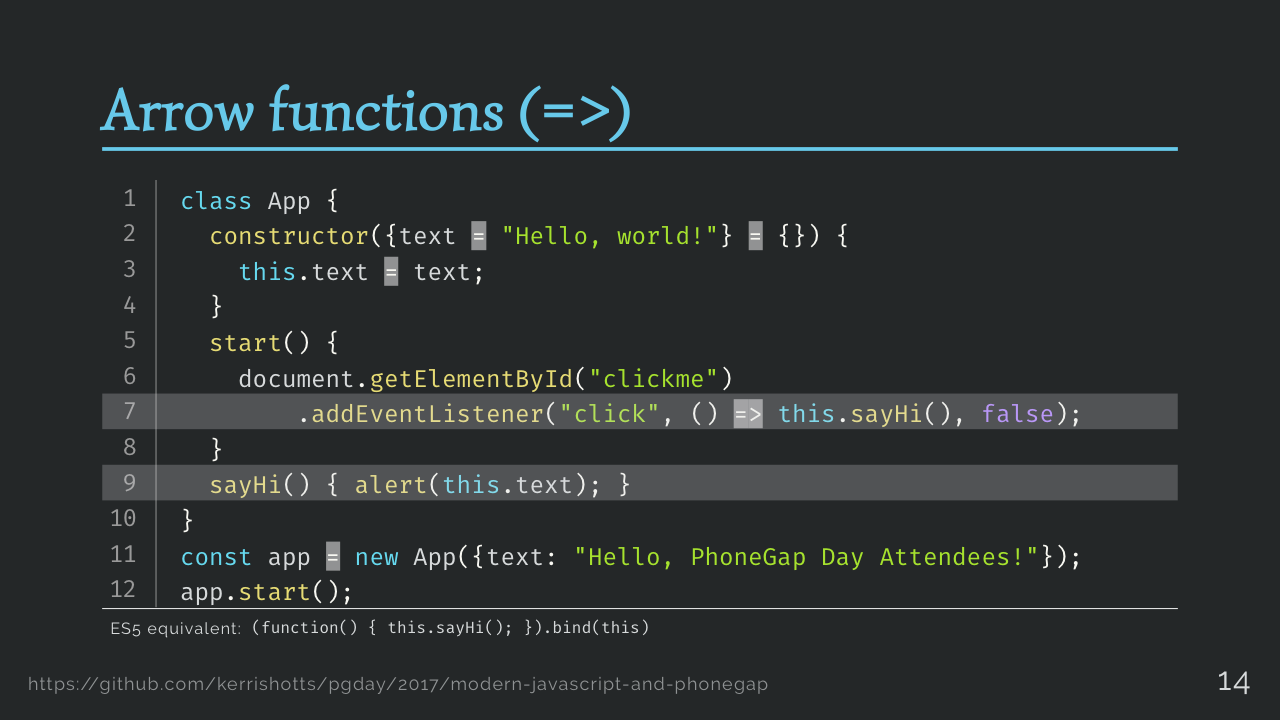 Arrow functions (=>)
1 class App {
2   constructor({text = "Hello, world!"} = {}) {
3     this.text = text;
4   }
5   start() {
6     document.getElementById("clickme")
7         .addEventListener("click", () => this.sayHi(), false);
8   }
9   sayHi() { alert(this.text); }
10 }
11 const app = new App({text: "Hello, PhoneGap Day Attendees!"});
12 app.start();
ES5 equivalent: (function() { this.sayHi(); }).bind(this)
https://github.com/kerrishotts/pgday/2017/modern-javascript-and-phonegap
14